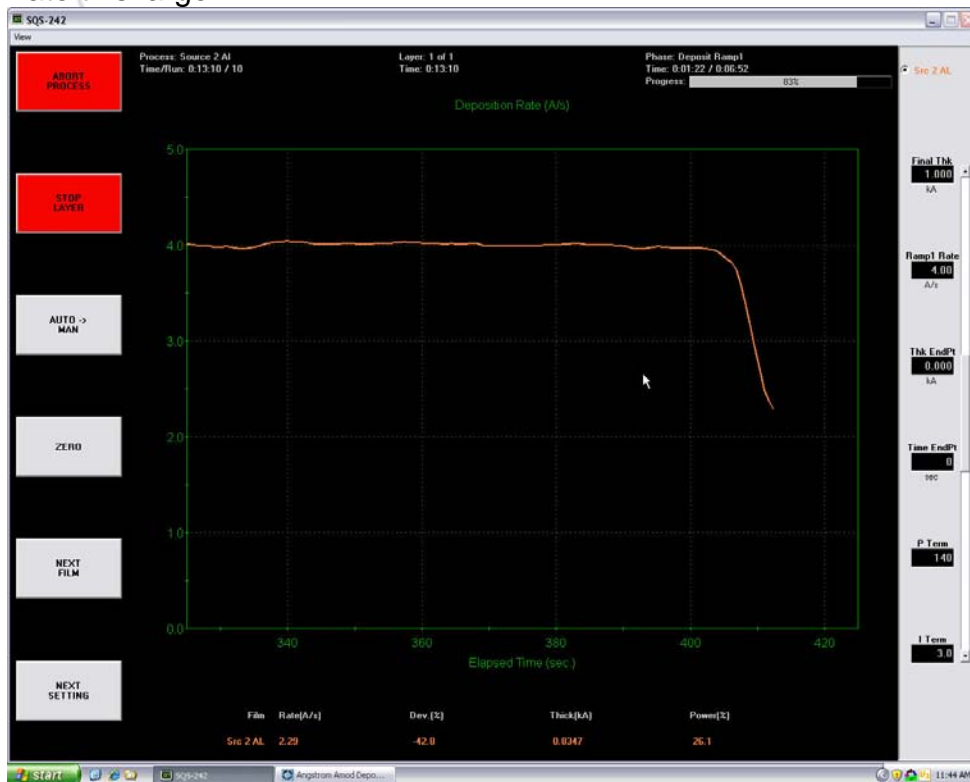 SQS-242
View
ABORT PROCESS
Process: Source 2 Al
Time/Run: 0:13:10 / 10
Layer: 1 of 1
Time: 0:13:10
Phase: Deposit Ramp1
Time: 0:01:22 / 0:06:52
Progress: 83%
Src 2 AL
Deposition Rate (A/s)
STOP LAYER
AUTO -> MAN
ZERO
NEXT FILM
NEXT SETTING
5.0
4.0
3.0
2.0
1.0
0.0
340 360 380 400 420
Elapsed Time (sec.)
Final Thk
1.000
kA
Ramp1 Rate
4.00
A/s
Thk EndPt
0.000
kA
Time EndPt
0
sec
P Term
140
I Term
3.0
Film Rate(A/s) Dev.(%) Thick(kA) Power(%)
Src 2 AL 2.29 -42.8 0.8347 26.1
start SQS-242 Angstrom Amod Depo... 11:44 AM